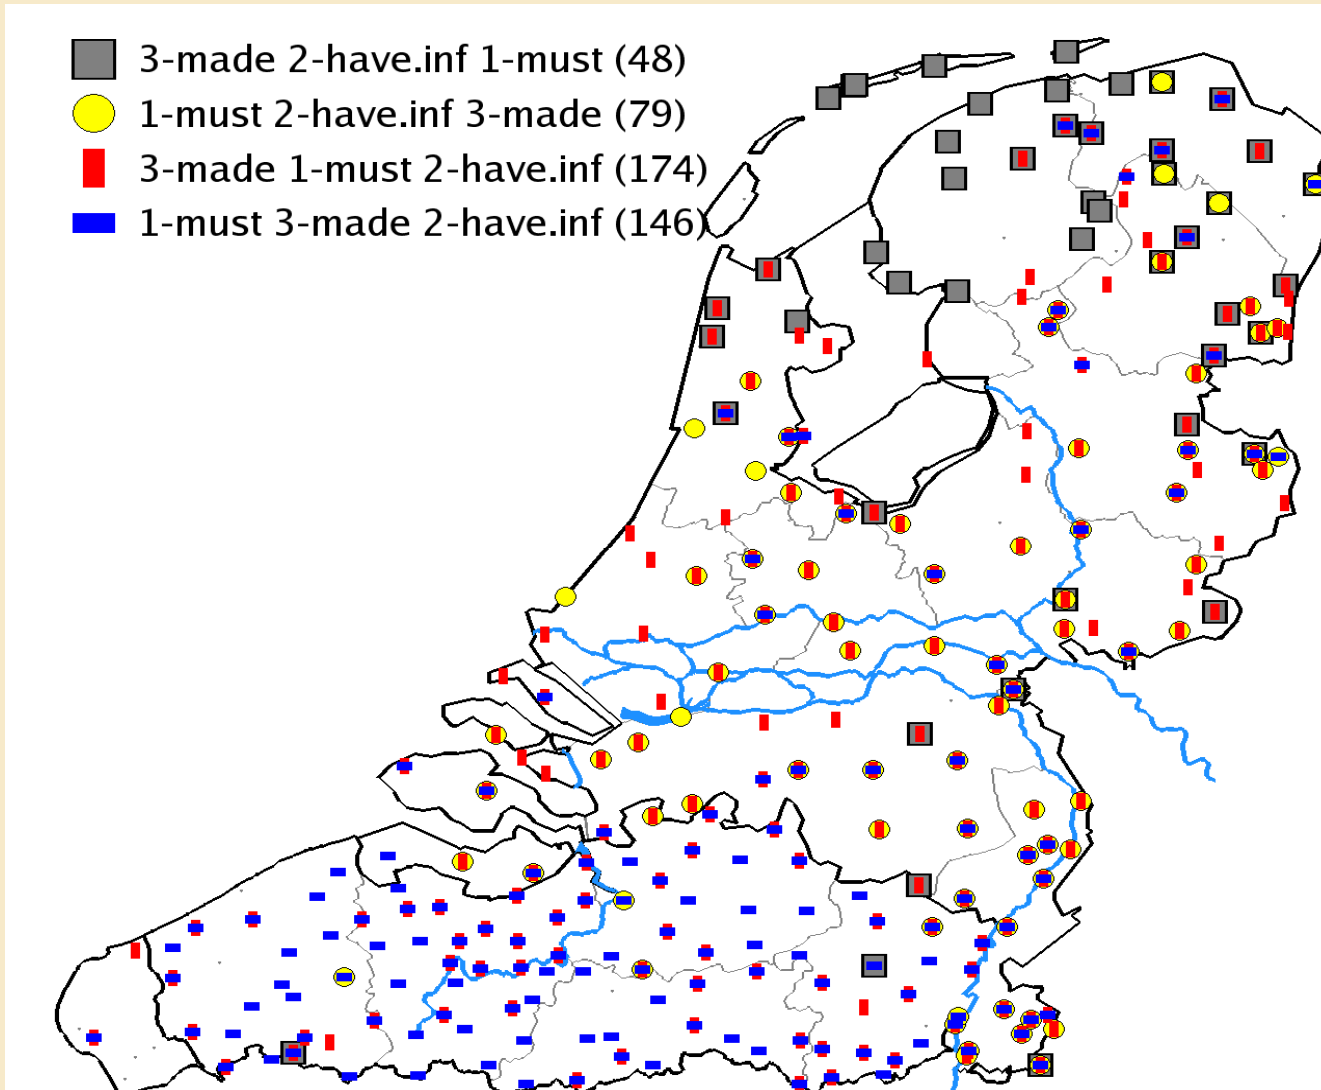 3-made 2-have.inf 1-must (48)
1-must 2-have.inf 3-made (79)
3-made 1-must 2-have.inf (174)
1-must 3-made 2-have.inf (146)